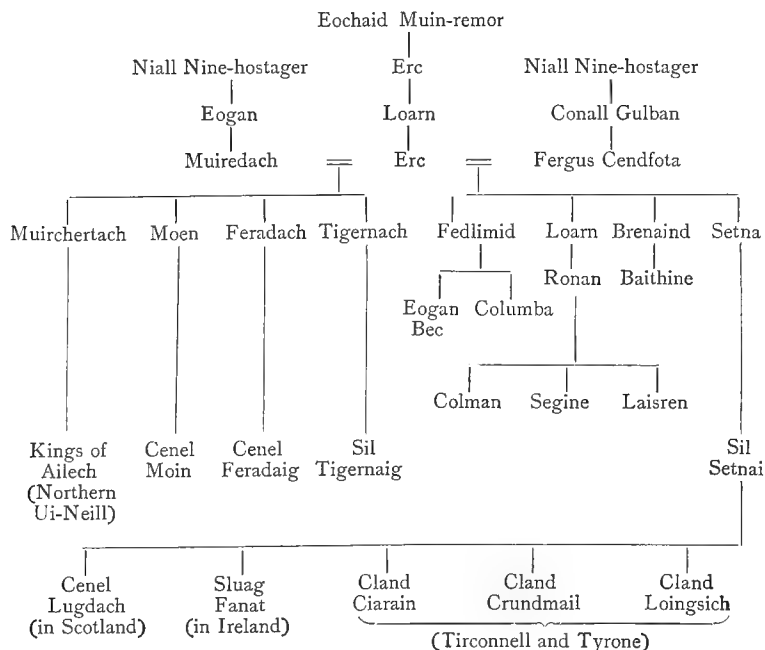 Eochaid Muin-remor
Niall Nine-hostager Erc Niall Nine-hostager
Eogan Loarn Conall Gulban
Muiredach Erc Fergus Cendfota
Muirchertach Moen Feradach Tigernach Fedlimid Loarn Brenaind Setna
Ronan Baithine
Eogan Columba
Bec
Colman Segine Laisren
Kings of Cenel Cenel Sil Sil
Ailech Moin Feradaig Tigernaig Setnai
(Northern
Ui-Neill)
Cenel Sluag Cland Cland Cland
Lugdach Fanat Ciarain Crundmail Loingsich
(in Scotland) (in Ireland)
(Tirconnell and Tyrone)